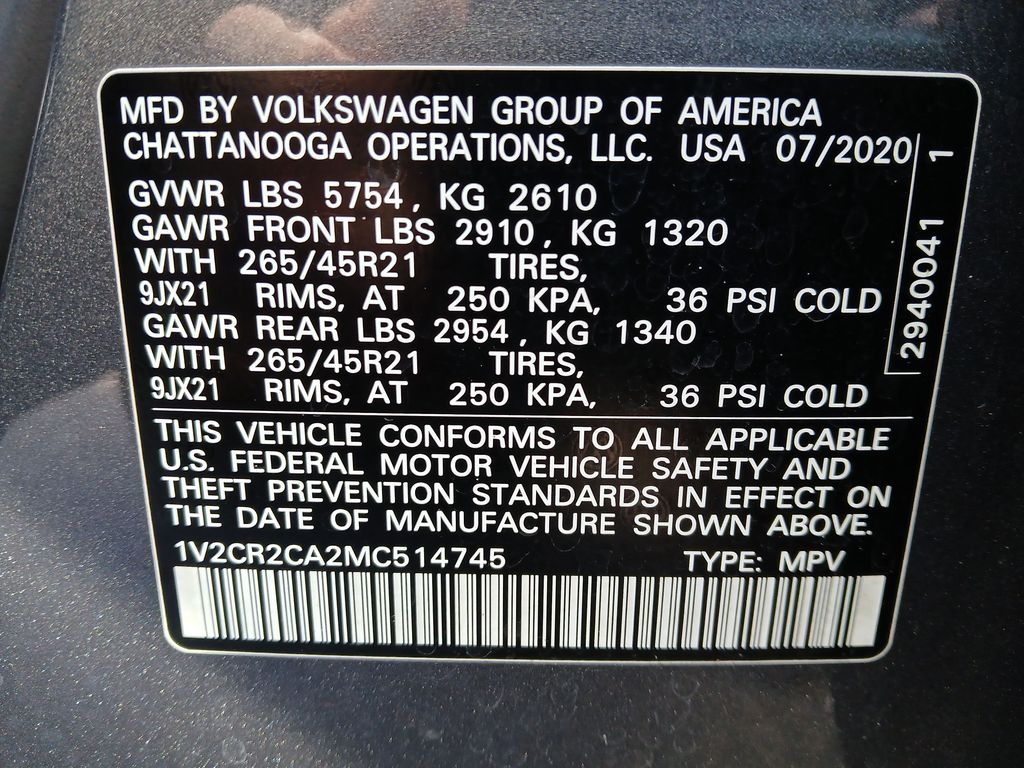 MFD BY VOLKSWAGEN GROUP OF AMERICA
CHATTANOOGA OPERATIONS, LLC. USA 07/2020
GVWR LBS 5754, KG 2610
GAWR FRONT LBS 2910, KG 1320
WITH 265/45R21 TIRES,
9JX21 RIMS, AT 250 KPA, 36 PSI COLD
GAWR REAR LBS 2954, KG 1340
WITH 265/45R21 TIRES,
9JX21 RIMS, AT 250 KPA, 36 PSI COLD
2940041 1
THIS VEHICLE CONFORMS TO ALL APPLICABLE
U.S. FEDERAL MOTOR VEHICLE SAFETY AND
THEFT PREVENTION STANDARDS IN EFFECT ON
THE DATE OF MANUFACTURE SHOWN ABOVE.
1V2CR2CA2MC514745 TYPE: MPV